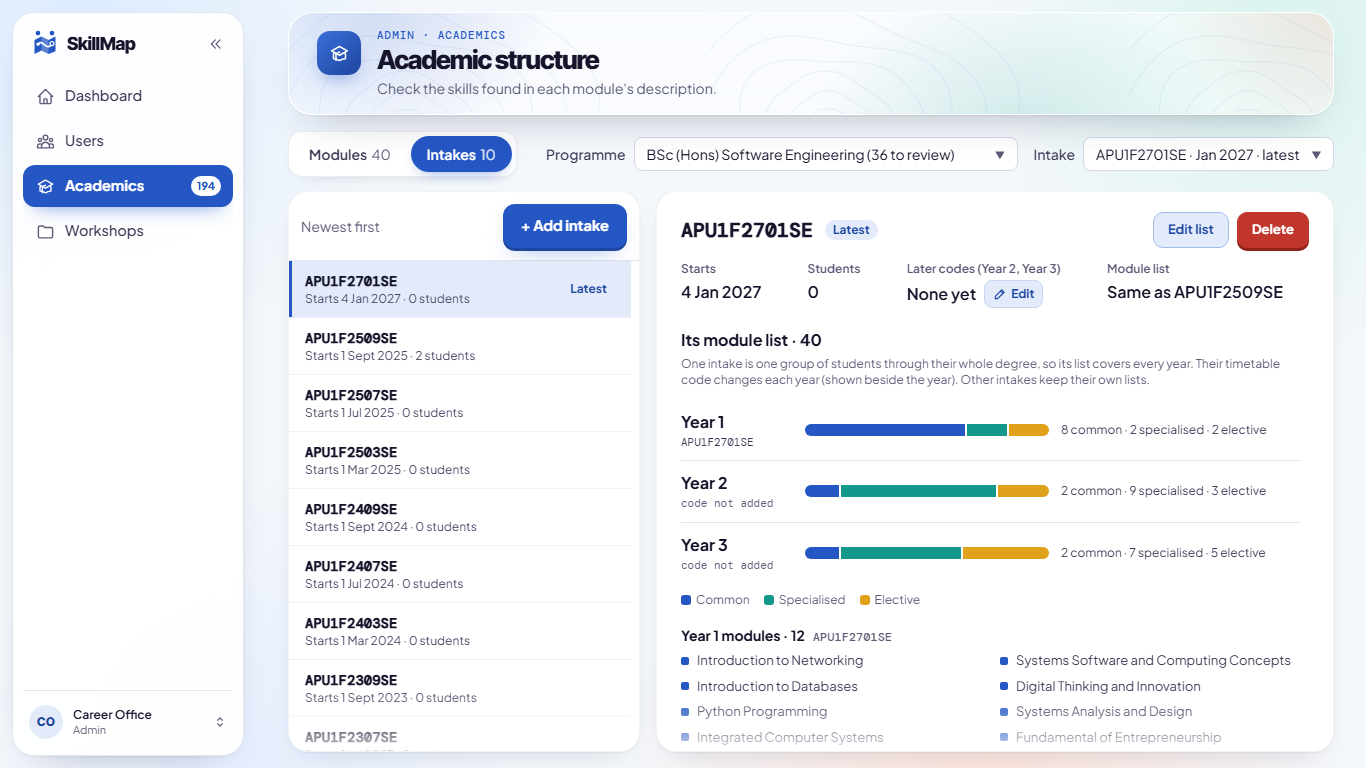 SkillMap
Dashboard
Users
Academics 194
Workshops
CO
Career Office
Admin
ADMIN · ACADEMICS
Academic structure
Check the skills found in each module's description.
Modules 40
Intakes 10
Programme
BSc (Hons) Software Engineering (36 to review)
Intake
APU1F2701SE · Jan 2027 · latest
Newest first
+ Add intake
APU1F2701SE
Starts 4 Jan 2027 · 0 students
Latest
APU1F2509SE
Starts 1 Sept 2025 · 2 students
APU1F2507SE
Starts 1 Jul 2025 · 0 students
APU1F2503SE
Starts 1 Mar 2025 · 0 students
APU1F2409SE
Starts 1 Sept 2024 · 0 students
APU1F2407SE
Starts 1 Jul 2024 · 0 students
APU1F2403SE
Starts 1 Mar 2024 · 0 students
APU1F2309SE
Starts 1 Sept 2023 · 0 students
APU1F2307SE
APU1F2701SE Latest
Edit list
Delete
Starts
4 Jan 2027
Students
0
Later codes (Year 2, Year 3)
None yet Edit
Module list
Same as APU1F2509SE
Its module list · 40
One intake is one group of students through their whole degree, so its list covers every year. Their timetable
code changes each year (shown beside the year). Other intakes keep their own lists.
Year 1
APU1F2701SE
8 common · 2 specialised · 2 elective
Year 2
code not added
2 common · 9 specialised · 3 elective
Year 3
code not added
2 common · 7 specialised · 5 elective
Common Specialised Elective
Year 1 modules · 12 APU1F2701SE
Introduction to Networking
Systems Software and Computing Concepts
Introduction to Databases
Digital Thinking and Innovation
Python Programming
Systems Analysis and Design
Integrated Computer Systems
Fundamental of Entrepreneurship